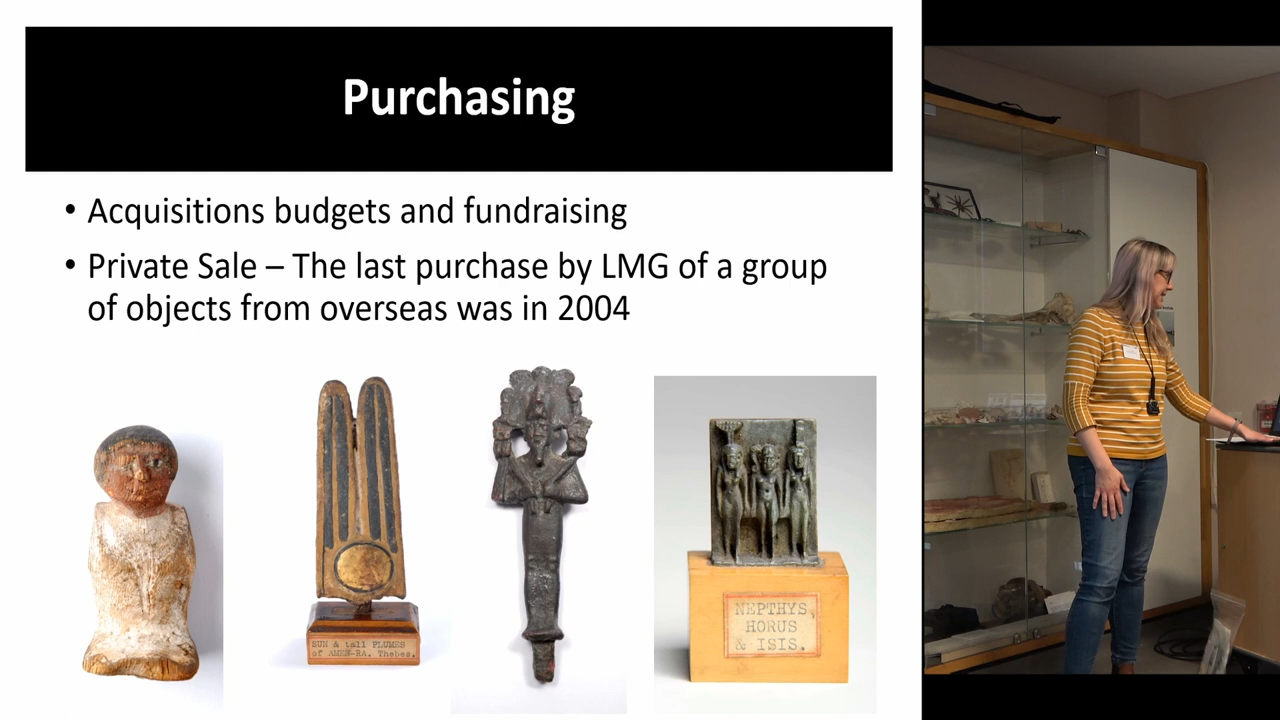 Purchasing
• Acquisitions budgets and fundraising
• Private Sale – The last purchase by LMG of a group
of objects from overseas was in 2004
SUN & tall PLUMES
of AMEN-RA. Thebes.
NEPTHYS,
HORUS
& ISIS.